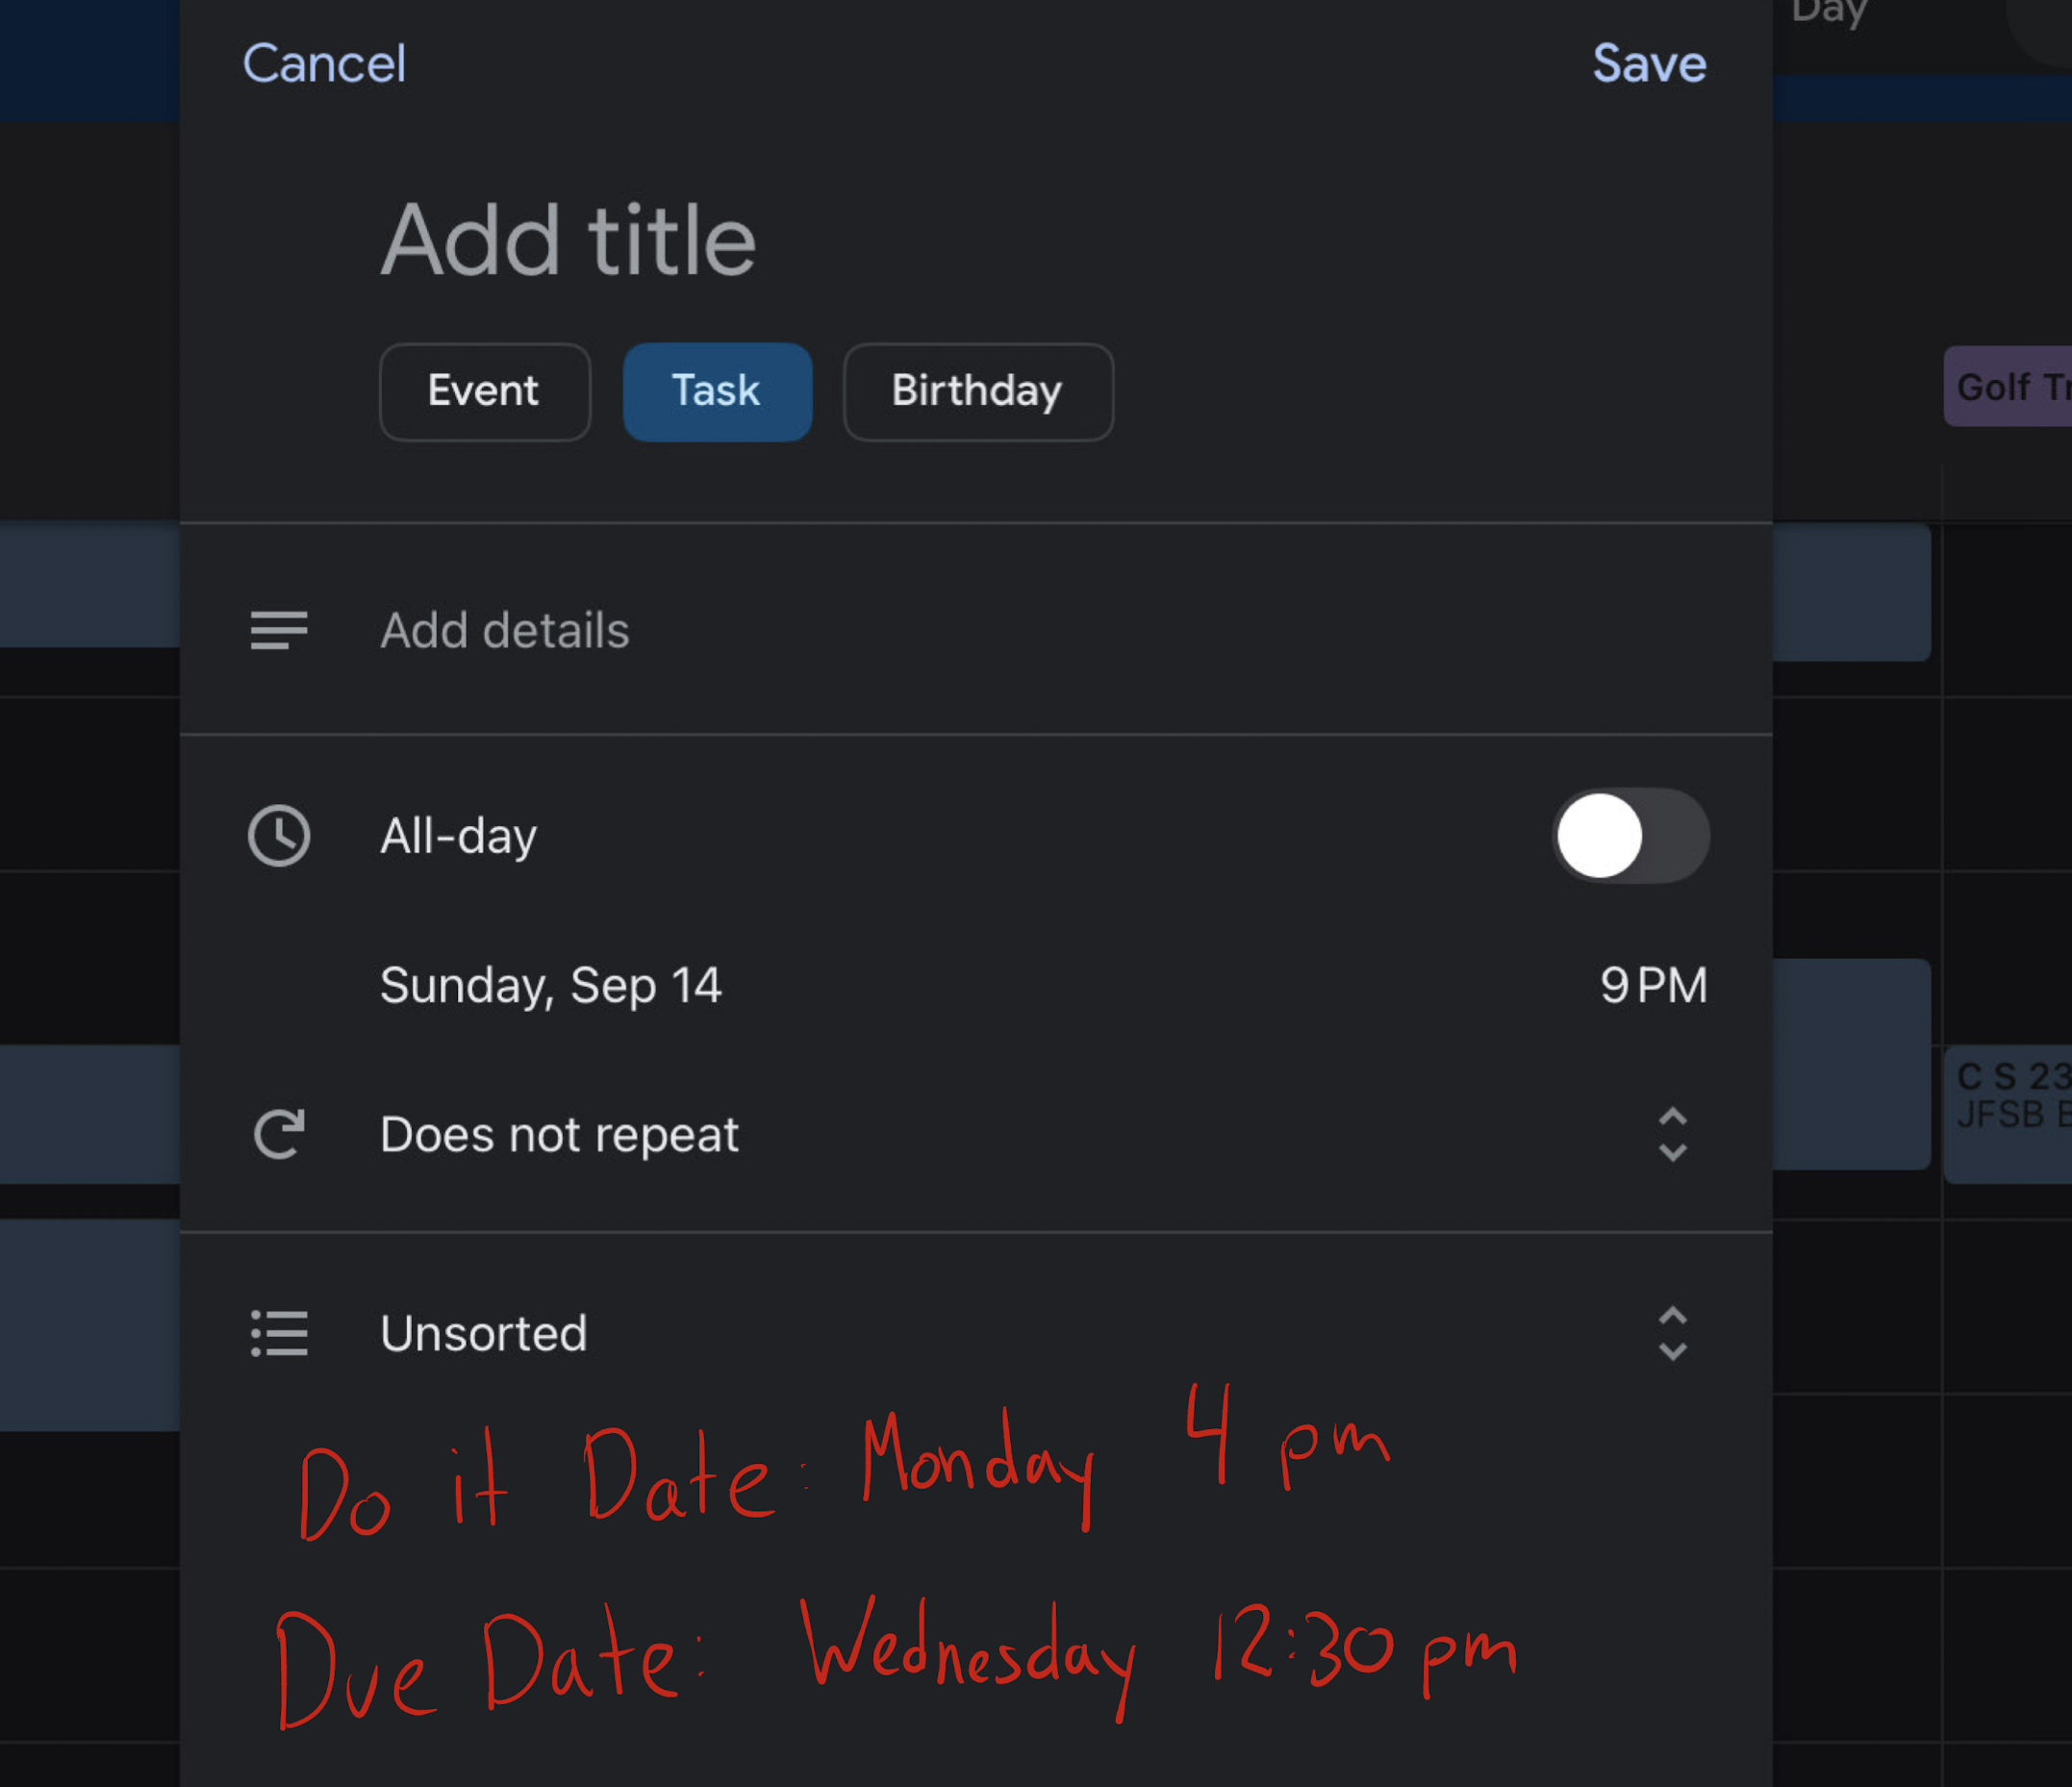 Day
Cancel Save
Add title
Event Task Birthday
Golf
Add details
All-day
Sunday, Sep 14 9 PM
C S 23
JFSB
Does not repeat
Unsorted
Do it Date: Monday 4 pm
Due Date: Wednesday 12:30 pm